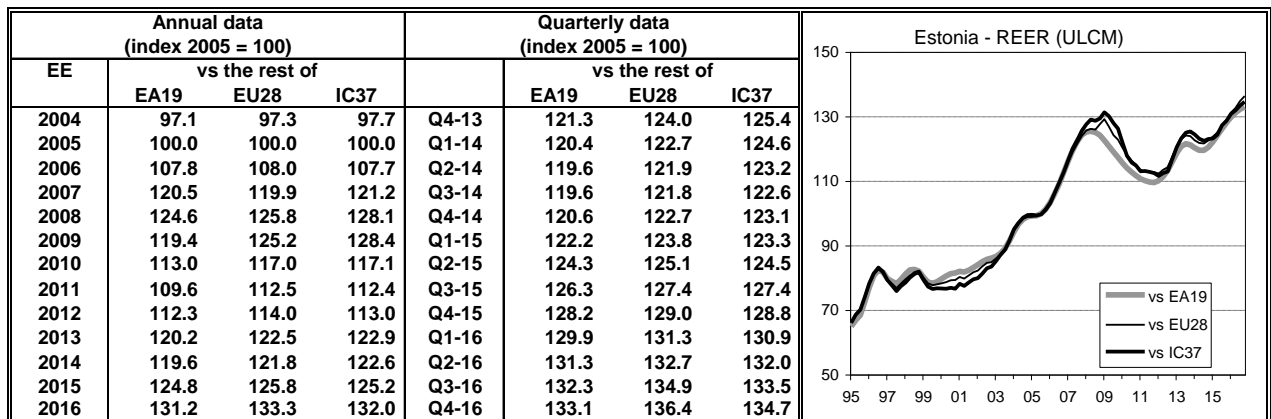 Annual data Quarterly data
(index 2005 = 100) (index 2005 = 100)
EE vs the rest of vs the rest of
EA19 EU28 IC37 EA19 EU28 IC37
2004 97.1 97.3 97.7 Q4-13 121.3 124.0 125.4
2005 100.0 100.0 100.0 Q1-14 120.4 122.7 124.6
2006 107.8 108.0 107.7 Q2-14 119.6 121.9 123.2
2007 120.5 119.9 121.2 Q3-14 119.6 121.8 122.6
2008 124.6 125.8 128.1 Q4-14 120.6 122.7 123.1
2009 119.4 125.2 128.4 Q1-15 122.2 123.8 123.3
2010 113.0 117.0 117.1 Q2-15 124.3 125.1 124.5
2011 109.6 112.5 112.4 Q3-15 126.3 127.4 127.4
2012 112.3 114.0 113.0 Q4-15 128.2 129.0 128.8
2013 120.2 122.5 122.9 Q1-16 129.9 131.3 130.9
2014 119.6 121.8 122.6 Q2-16 131.3 132.7 132.0
2015 124.8 125.8 125.2 Q3-16 132.3 134.9 133.5
2016 131.2 133.3 132.0 Q4-16 133.1 136.4 134.7
Estonia - REER (ULCM)
150
130
110
90
70
50
95 97 99 01 03 05 07 09 11 13 15
vs EA19
vs EU28
vs IC37